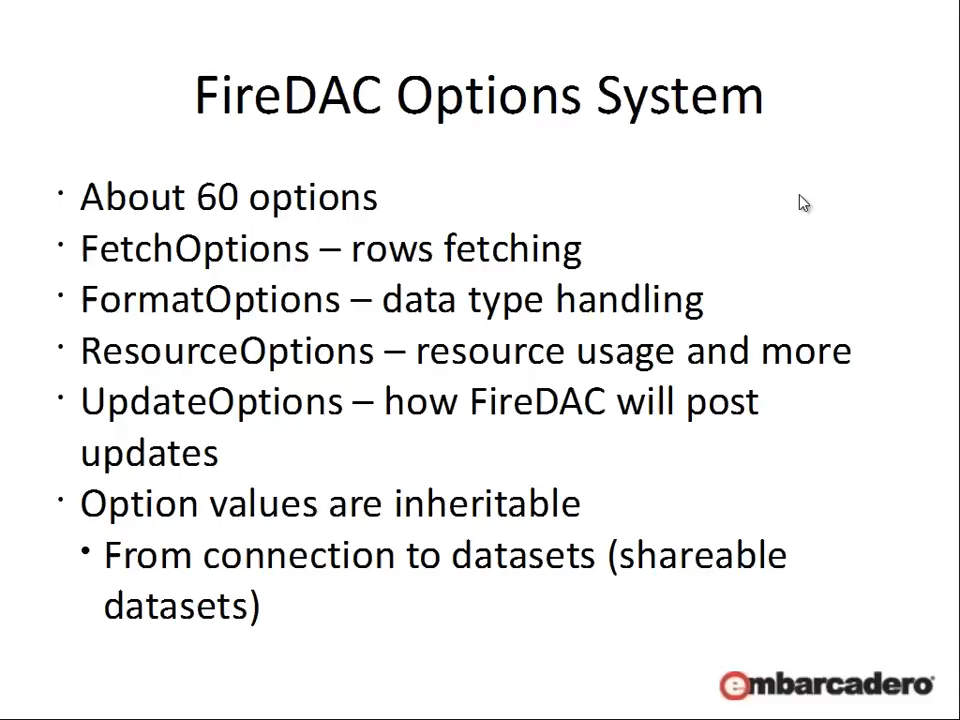 FireDAC Options System
· About 60 options
· FetchOptions – rows fetching
· FormatOptions – data type handling
· ResourceOptions – resource usage and more
· UpdateOptions – how FireDAC will post
updates
· Option values are inheritable
• From connection to datasets (shareable
datasets)
embarcadero®